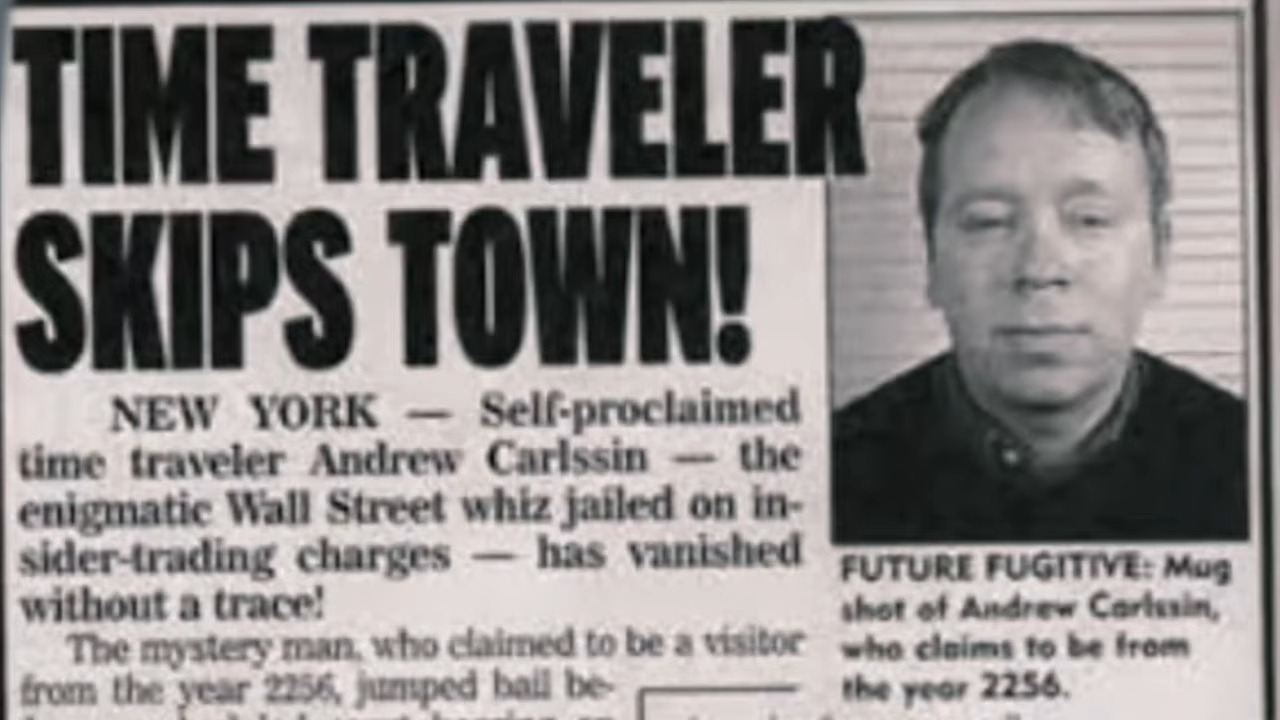 TIME TRAVELER
SKIPS TOWN!
NEW YORK — Self-proclaimed
time traveler Andrew Carlssin — the
enigmatic Wall Street whiz jailed on in-
sider-trading charges — has vanished
without a trace!
The mystery man, who claimed to be a visitor
from the year 2256, jumped bail be-
FUTURE FUGITIVE: Mug
shot of Andrew Carlssin,
who claims to be from
the year 2256.